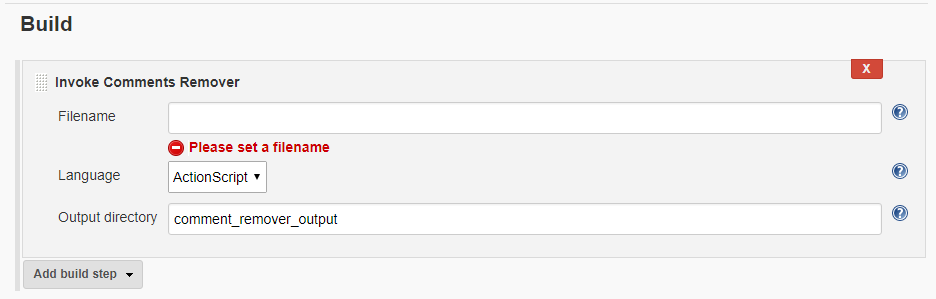 Build
X
Invoke Comments Remover
Filename
?
Please set a filename
Language
ActionScript
?
Output directory
comment_remover_output
?
Add build step